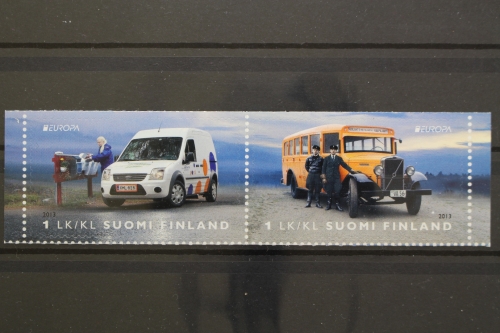 EUROPA
EUROPA
2013
2013
1 LK/KL SUOMI FINLAND
1 LK/KL SUOMI FINLAND